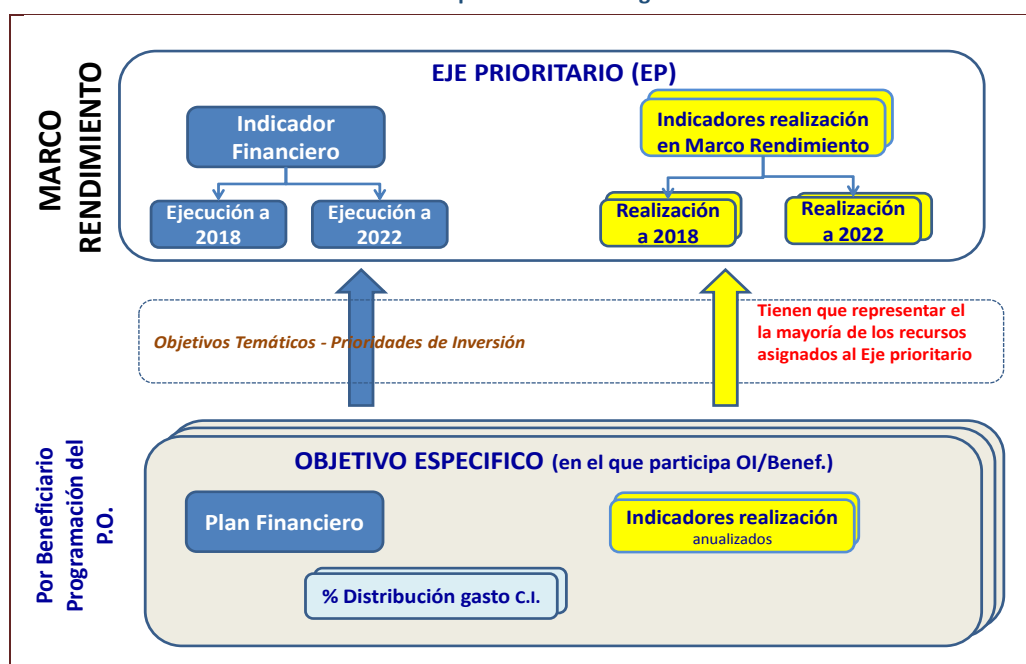 MARCO
RENDIMIENTO
EJE PRIORITARIO (EP)
Indicador
Financiero
Ejecución a
2018
Ejecución a
2022
Indicadores realización
en Marco Rendimiento
Realización
a 2018
Realización
a 2022
Objetivos Temáticos - Prioridades de Inversión
Tienen que representar el
la mayoría de los recursos
asignados al Eje prioritario
Por Beneficiario
Programación del
P.O.
OBJETIVO ESPECIFICO (en el que participa OI/Benef.)
Plan Financiero
Indicadores realización
anualizados
% Distribución gasto C.I.